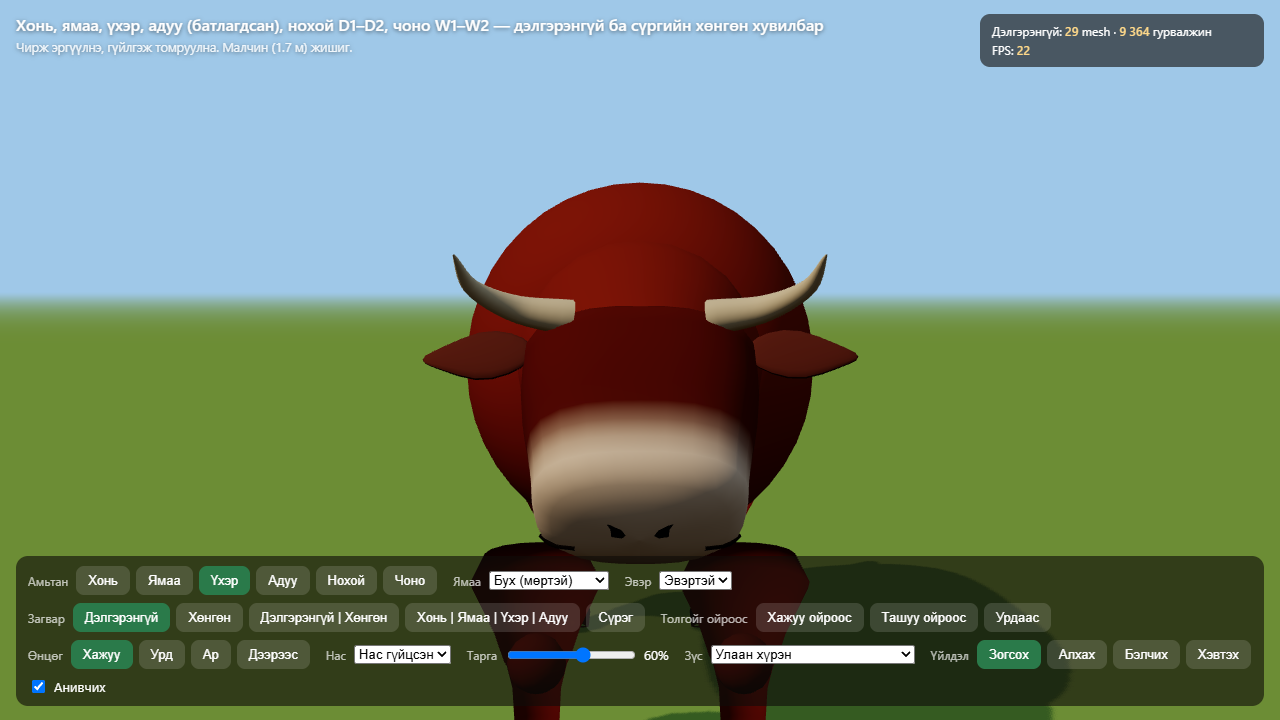 Хонь, ямаа, үхэр, адуу (батлагдсан), нохой D1–D2, чоно W1–W2 — дэлгэрэнгүй ба сүргийн хөнгөн хувилбар
Чирж эргүүлнэ, гүйлгэж томруулна. Малчин (1.7 м) жишиг.
Дэлгэрэнгүй: 29 mesh · 9 364 гурвалжин
FPS: 22
Амьтан Хонь Ямаа Үхэр Адуу Нохой Чоно Ямаа Бух (мөртэй) Эвэр Эвэртэй
Загвар Дэлгэрэнгүй Хөнгөн Дэлгэрэнгүй | Хөнгөн Хонь | Ямаа | Үхэр | Адуу Сүрэг Толгойг ойроос Хажуу ойроос Ташуу ойроос Урдаас
Өнцөг Хажуу Урд Ар Дээрээс Нас Нас гүйцсэн Тарга 60% Зүс Улаан хүрэн Үйлдэл Зогсох Алхах Бэлчих Хэвтэх
Анивчих